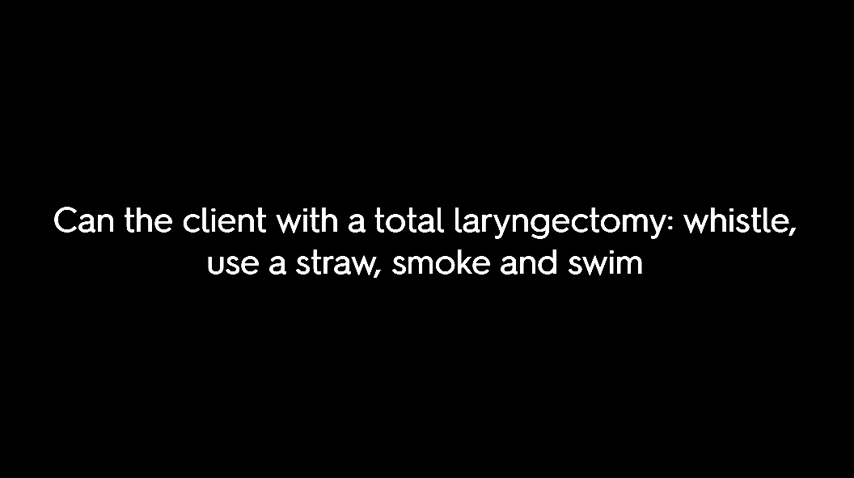 Can the client with a total laryngectomy: whistle,
use a straw, smoke and swim